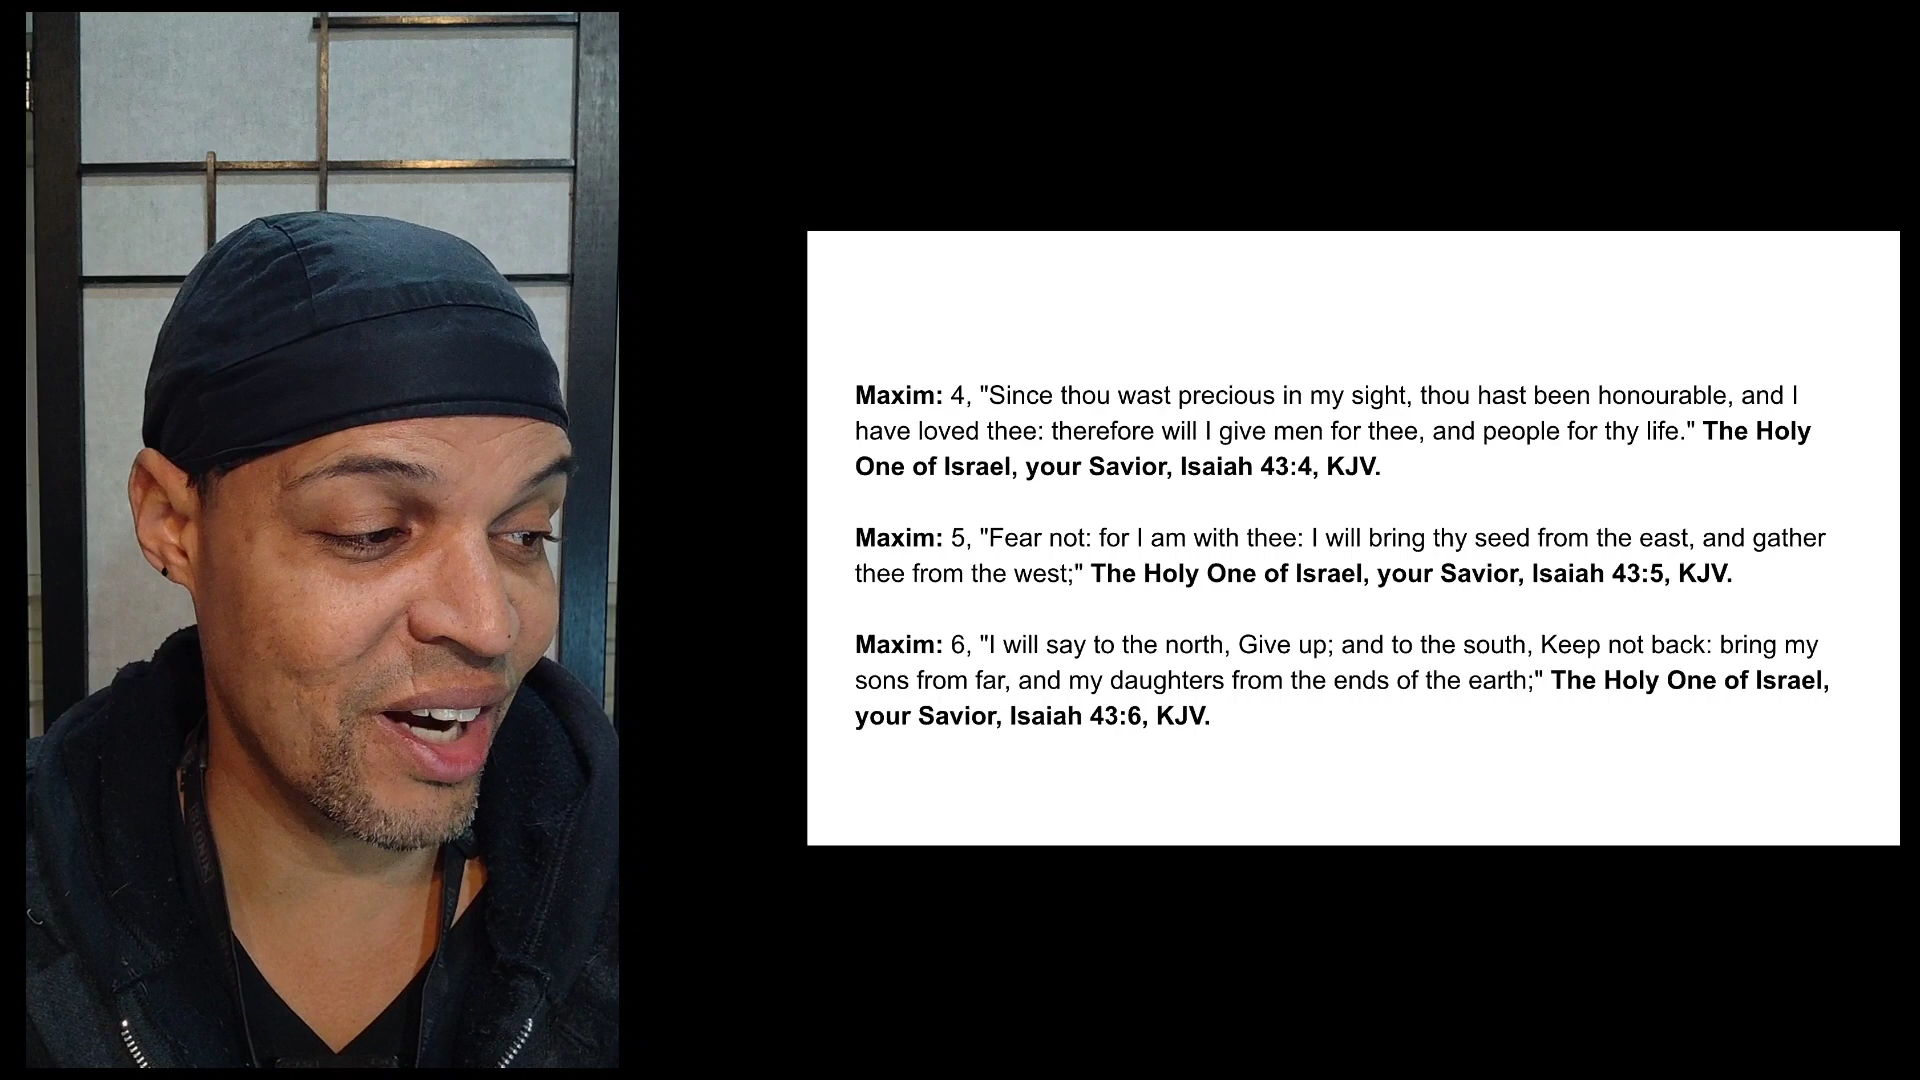 Maxim: 4, "Since thou wast precious in my sight, thou hast been honourable, and I
have loved thee: therefore will I give men for thee, and people for thy life." The Holy
One of Israel, your Savior, Isaiah 43:4, KJV.
Maxim: 5, "Fear not: for I am with thee: I will bring thy seed from the east, and gather
thee from the west;" The Holy One of Israel, your Savior, Isaiah 43:5, KJV.
Maxim: 6, "I will say to the north, Give up; and to the south, Keep not back: bring my
sons from far, and my daughters from the ends of the earth;" The Holy One of Israel,
your Savior, Isaiah 43:6, KJV.